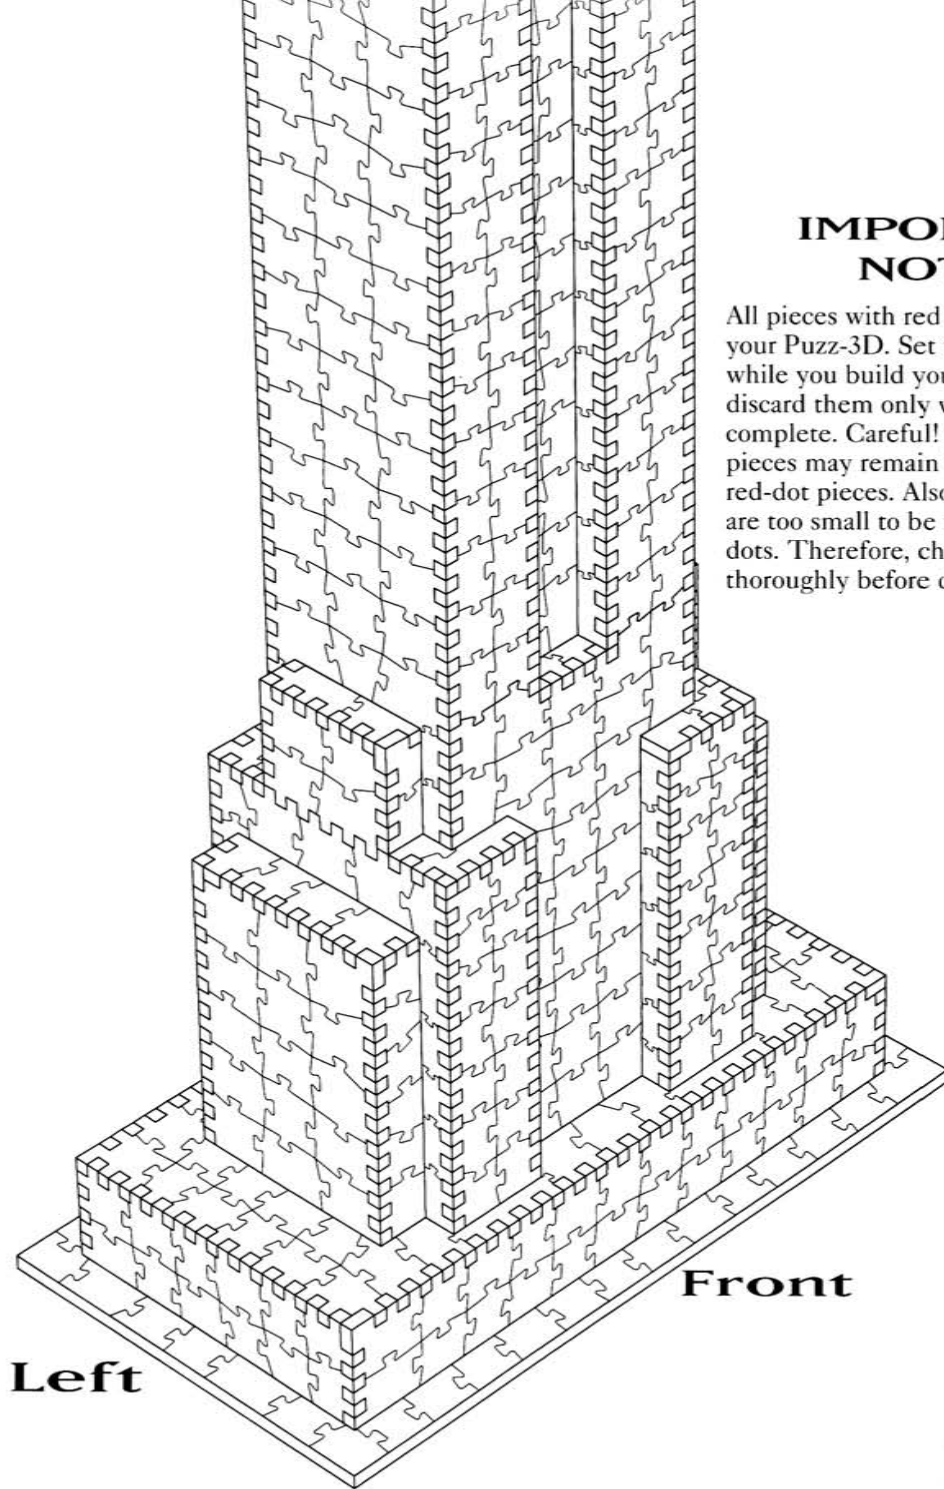 IMPO
NOT
All pieces with red
your Puzz-3D. Set
while you build you
discard them only w
complete. Careful!
pieces may remain
red-dot pieces. Also
are too small to be
dots. Therefore, ch
thoroughly before
Front
Left